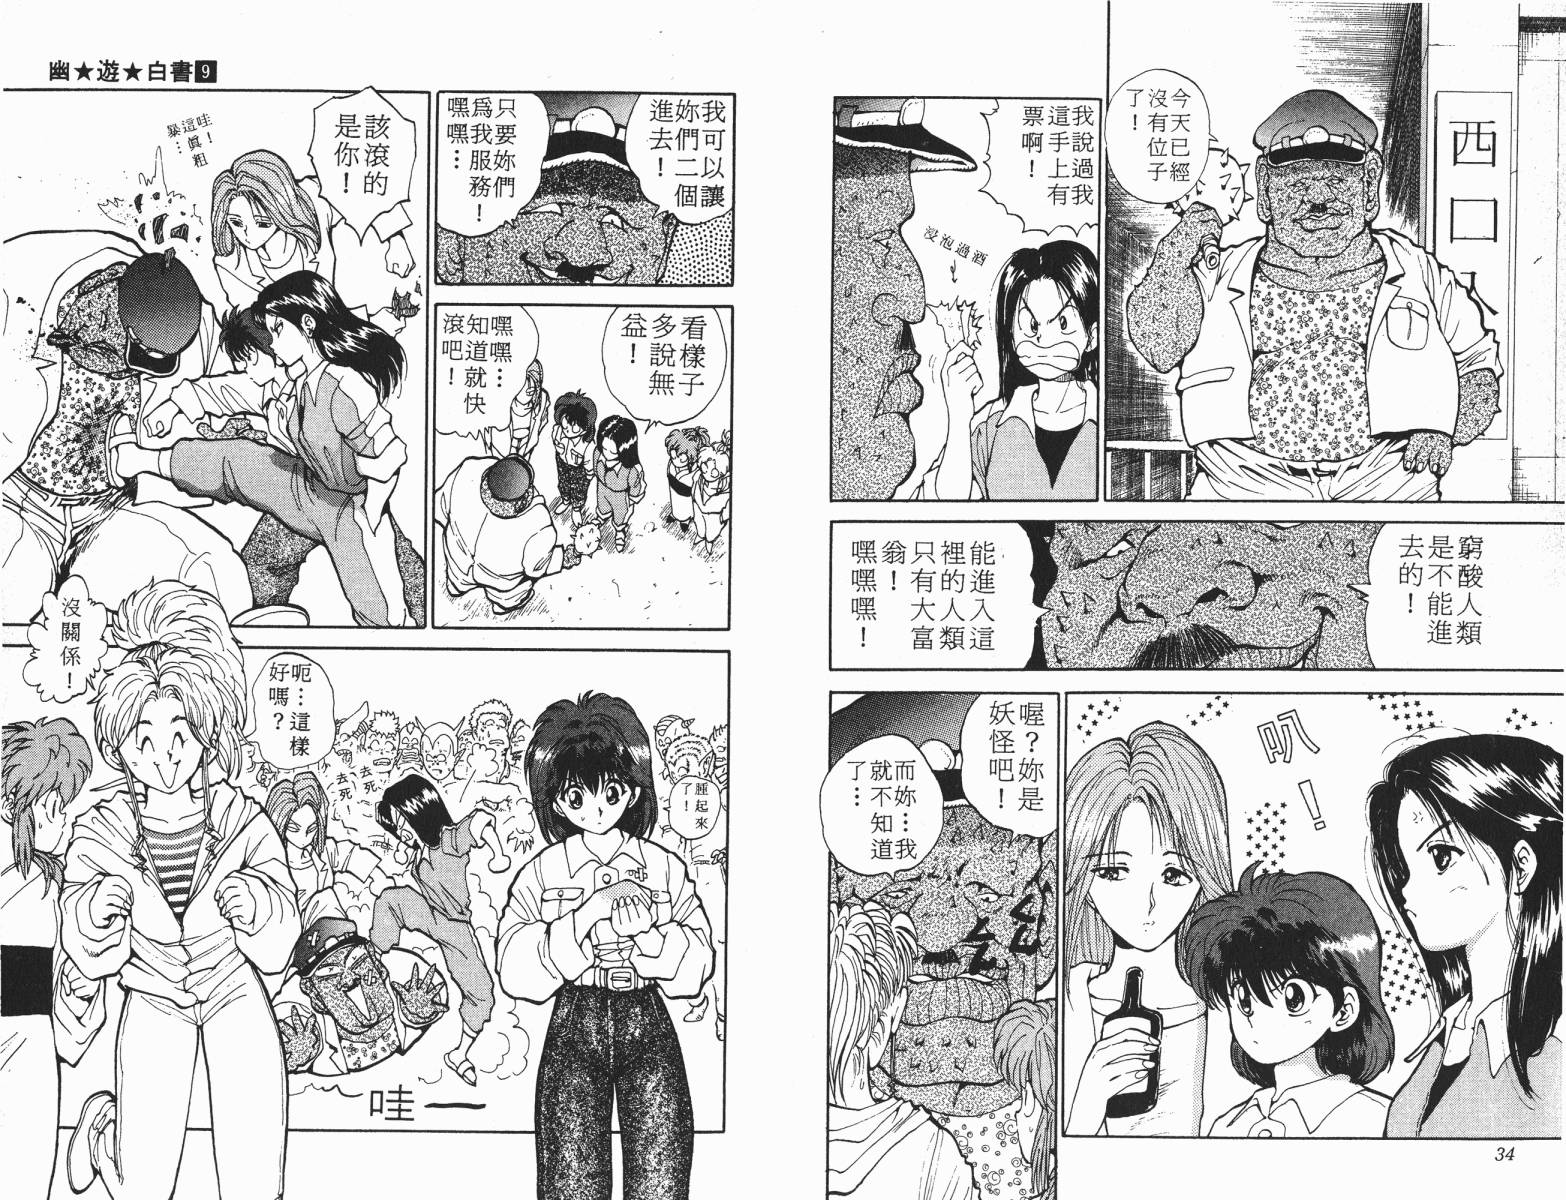 今天已經
沒有位子
了！
西口
我說過我
這手上有
票啊！
浸泡過酒
窮酸人類
是不能進
去的！
能進入這
裡的人類
只有大富
翁！
嘿嘿嘿！
叭！
喔？妳是
妖怪吧！
而妳…我
就不知道
了…
34
幽★遊★白書9
我可以讓
妳們二個
進去！
只要妳們
為我服務！
嘿嘿…
看樣子
多說無
益！
嘿嘿…
知道就快
滾吧！
該滾的
是你！
哇！
這真粗
暴…
腫起來
了！
呃…這樣
好嗎？
去死！
去死！
沒關係！
哇一